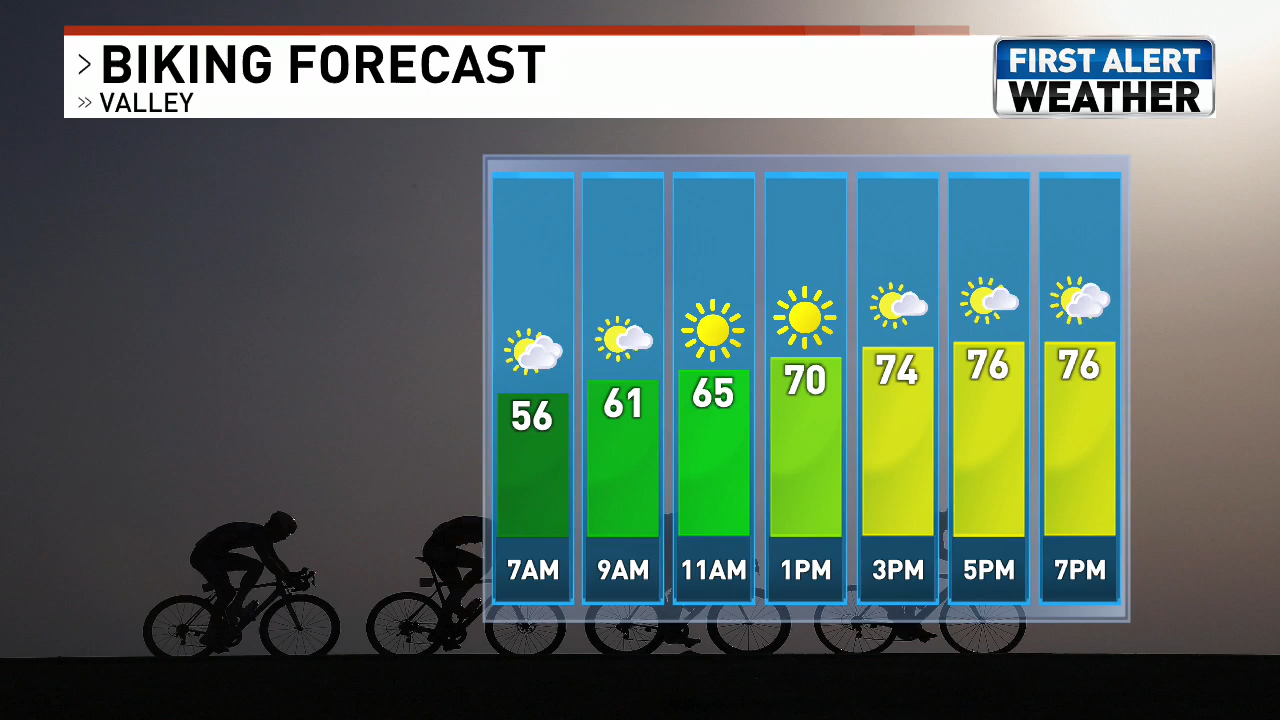 > BIKING FORECAST
» VALLEY
FIRST ALERT
WEATHER
56 61 65 70 74 76 76
7AM 9AM 11AM 1PM 3PM 5PM 7PM